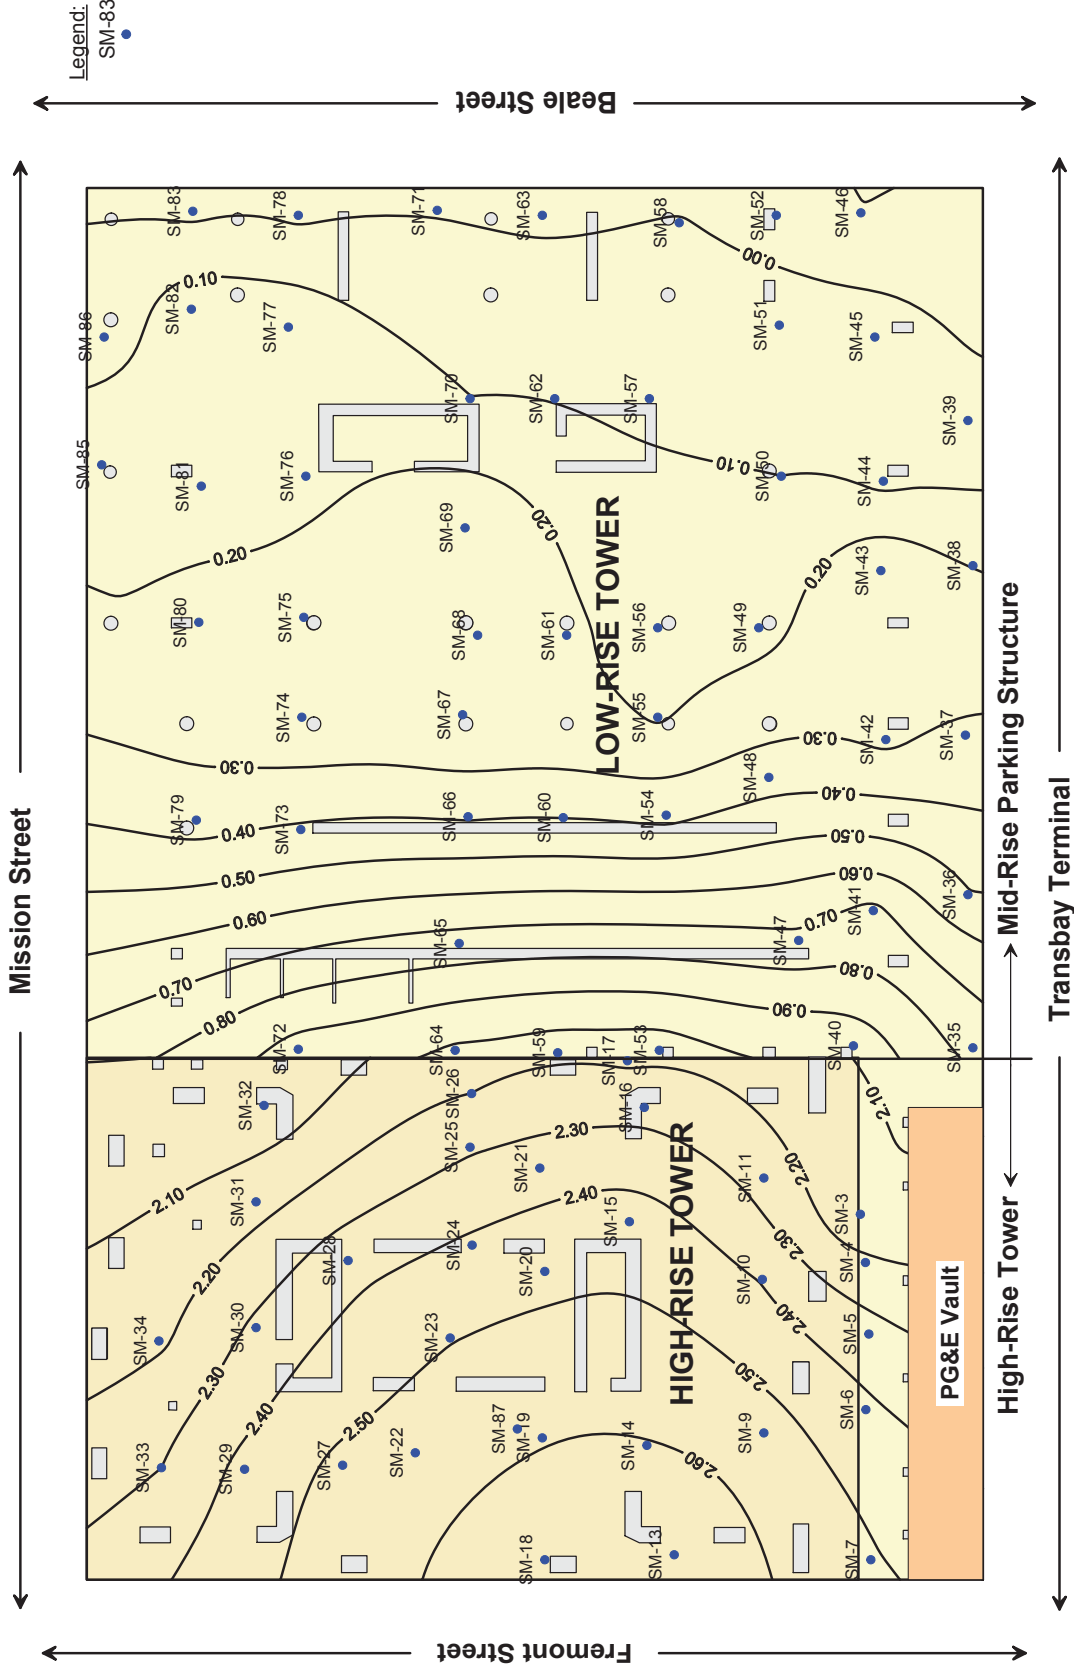 Legend:
SM-83
Mission Street
Beale Street
Fremont Street
Transbay Terminal
Mid-Rise Parking Structure
High-Rise Tower
LOW-RISE TOWER
HIGH-RISE TOWER
PG&E Vault
SM-83
SM-78
SM-71
SM-63
SM-58
SM-52
SM-46
0.00
0.10
SM-86
SM-82
SM-77
SM-51
SM-45
SM-70
SM-62
SM-57
SM-39
SM-85
SM-81
SM-76
0.10
SM-50
SM-44
0.20
SM-69
0.20
0.20
SM-43
SM-38
SM-80
SM-75
SM-68
SM-61
SM-56
SM-49
SM-74
SM-67
SM-55
0.30
0.30
SM-42
SM-37
SM-48
SM-79
0.40
SM-73
SM-66
SM-60
SM-54
0.40
0.50
0.50
0.60
0.60
SM-36
SM-41
0.70
SM-65
SM-47
0.70
0.80
0.80
0.90
SM-72
SM-64
SM-59
SM-17
SM-53
SM-40
SM-35
SM-32
SM-26
SM-16
2.10
2.10
SM-31
SM-25
SM-21
2.30
SM-11
2.20
2.20
SM-28
SM-24
2.40
SM-15
SM-3
SM-20
SM-10
2.30
SM-4
SM-34
SM-30
SM-23
2.40
SM-5
2.30
2.40
2.50
2.50
SM-6
SM-33
SM-29
SM-27
SM-22
SM-87
SM-19
SM-14
2.60
SM-9
SM-18
SM-13
SM-7